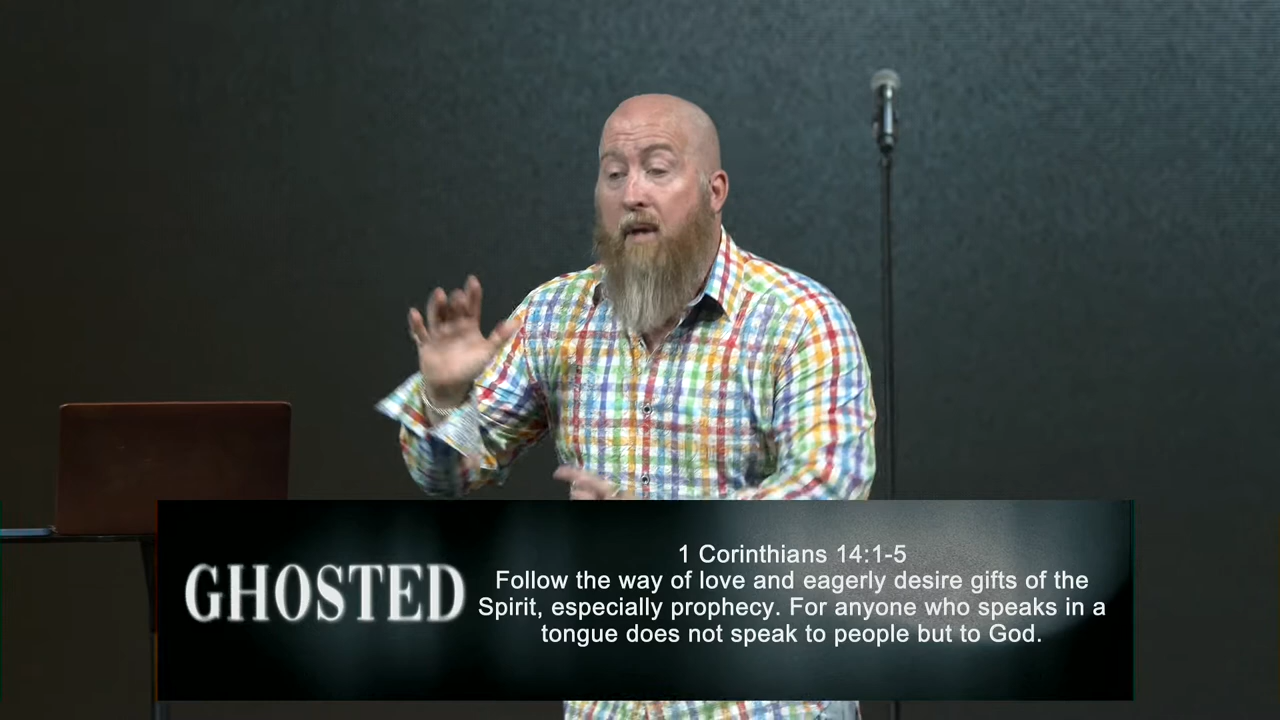 GHOSTED
1 Corinthians 14:1-5
Follow the way of love and eagerly desire gifts of the
Spirit, especially prophecy. For anyone who speaks in a
tongue does not speak to people but to God.